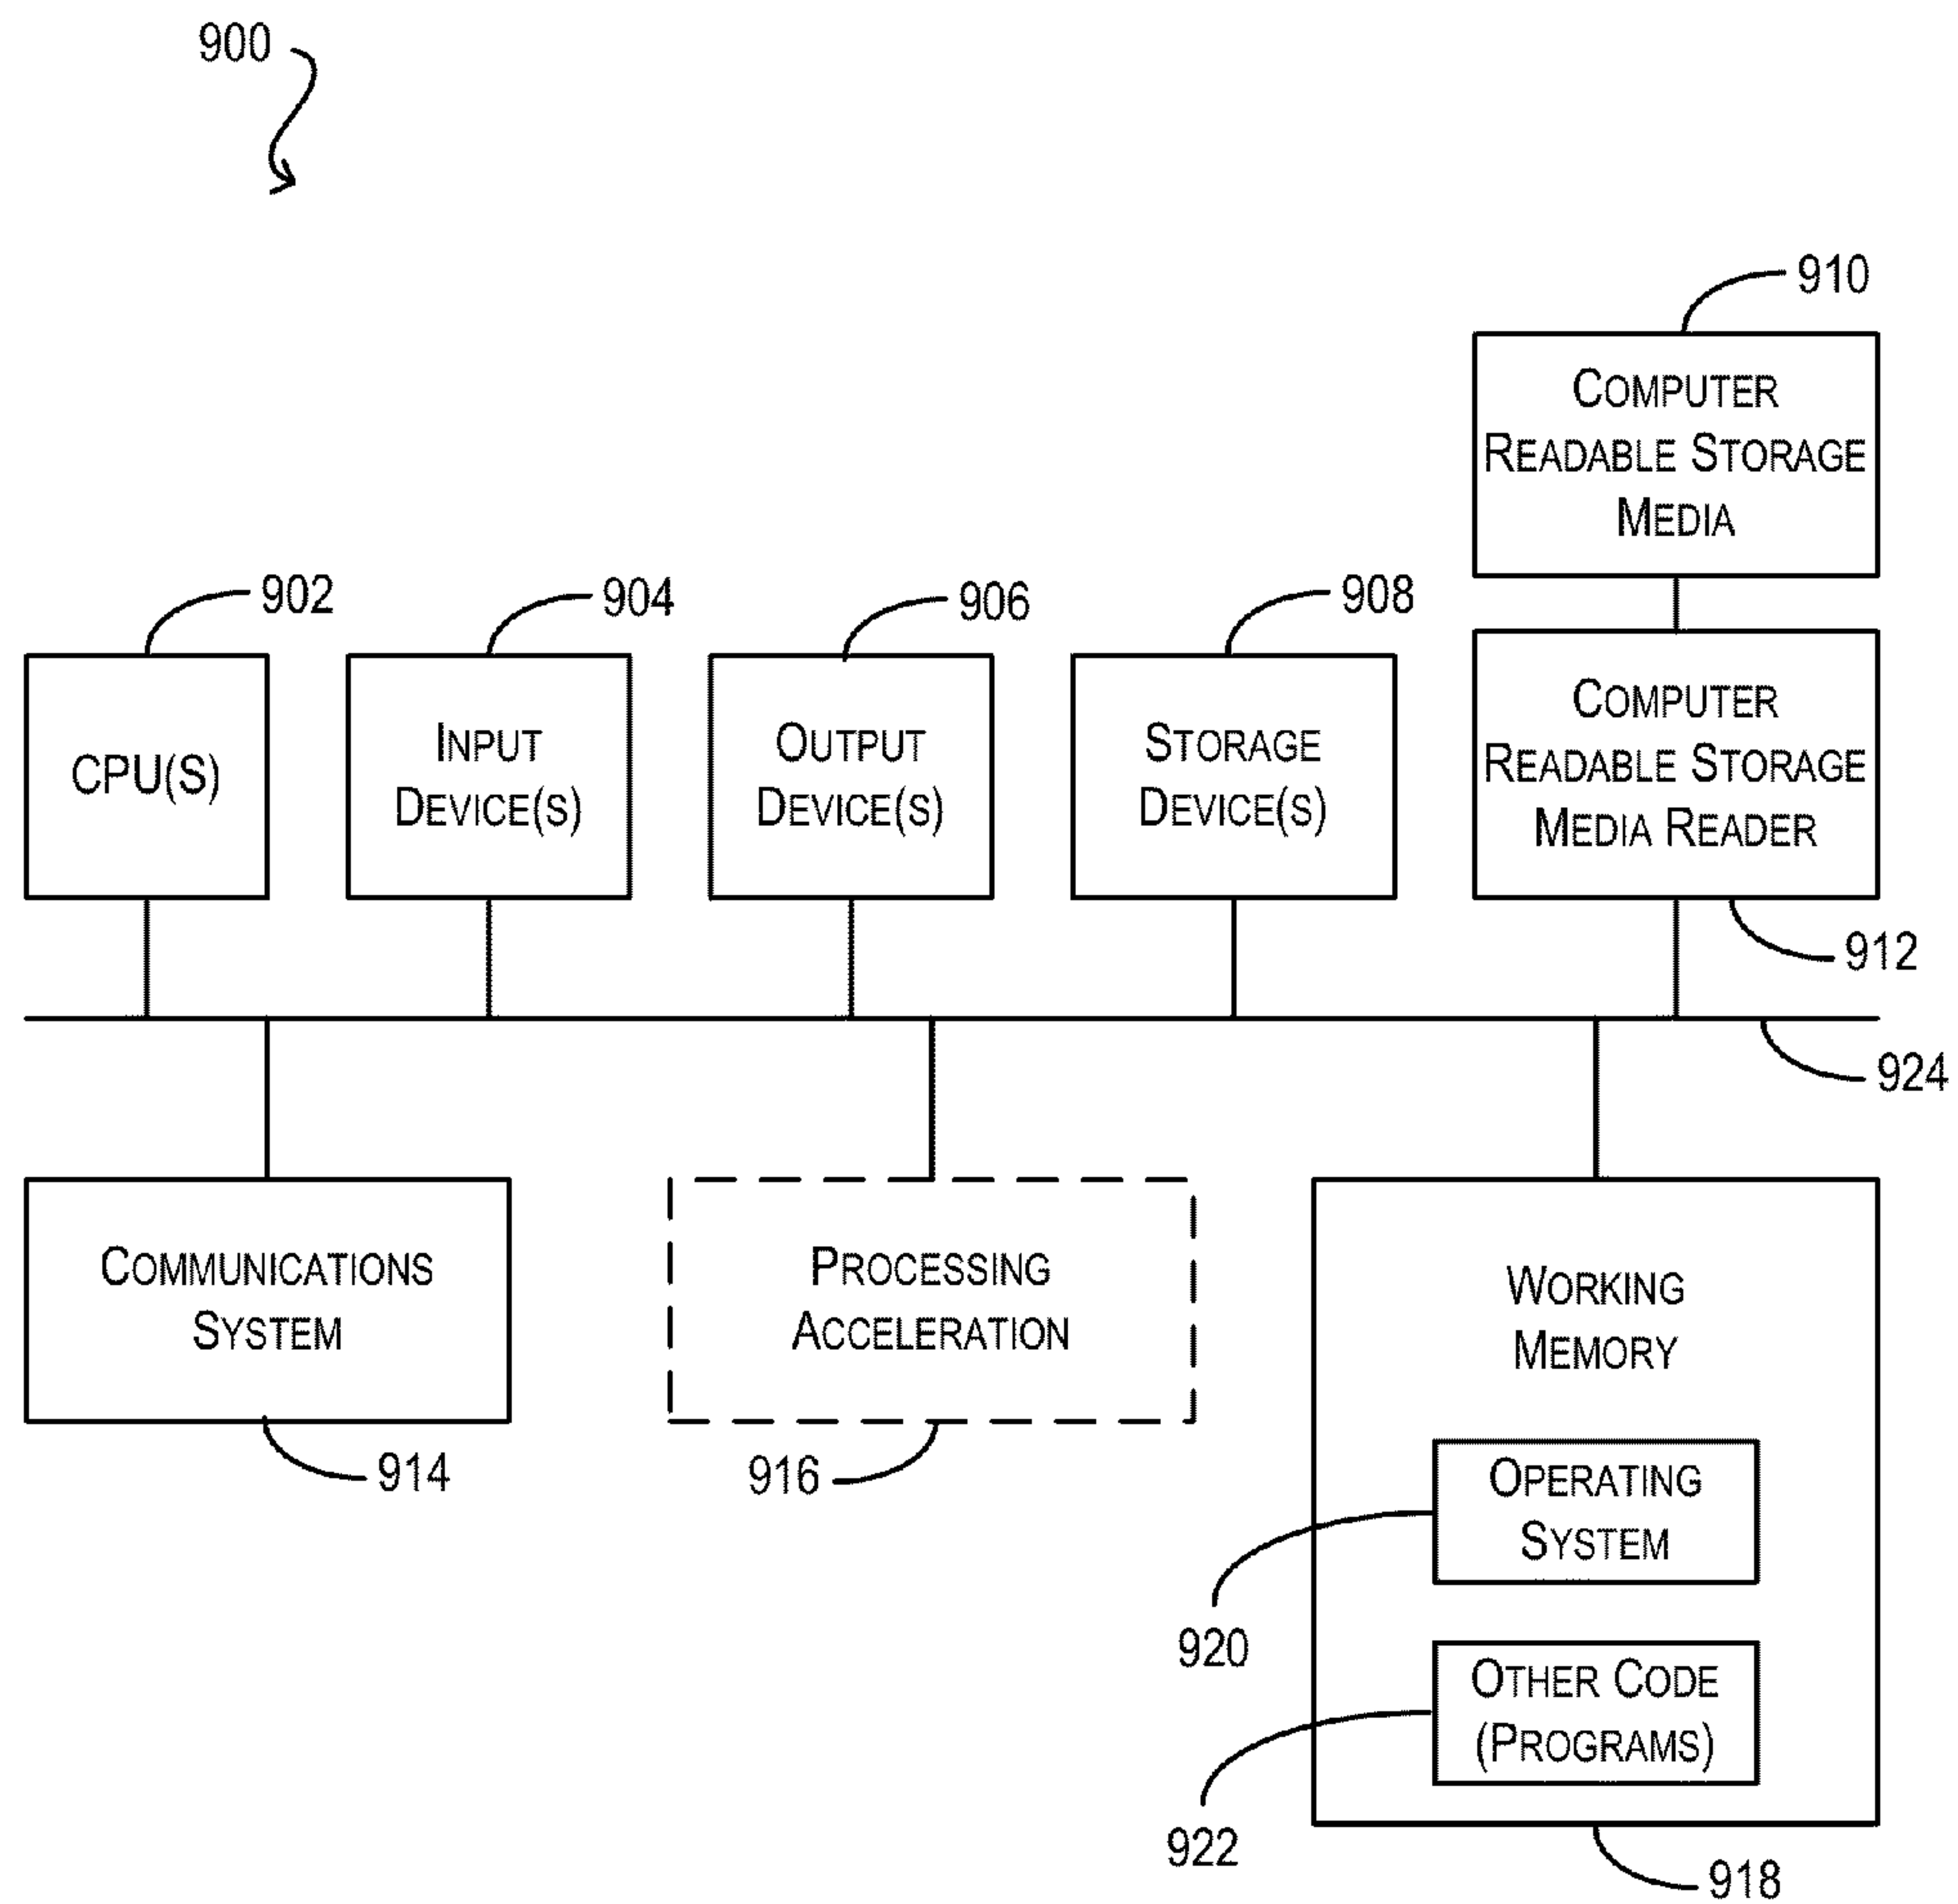 900
910
COMPUTER
READABLE STORAGE
MEDIA
902
904
906
908
CPU(S)
INPUT
DEVICE(S)
OUTPUT
DEVICE(S)
STORAGE
DEVICE(S)
COMPUTER
READABLE STORAGE
MEDIA READER
912
924
COMMUNICATIONS
SYSTEM
914
PROCESSING
ACCELERATION
916
WORKING
MEMORY
OPERATING
SYSTEM
920
OTHER CODE
(PROGRAMS)
922
918